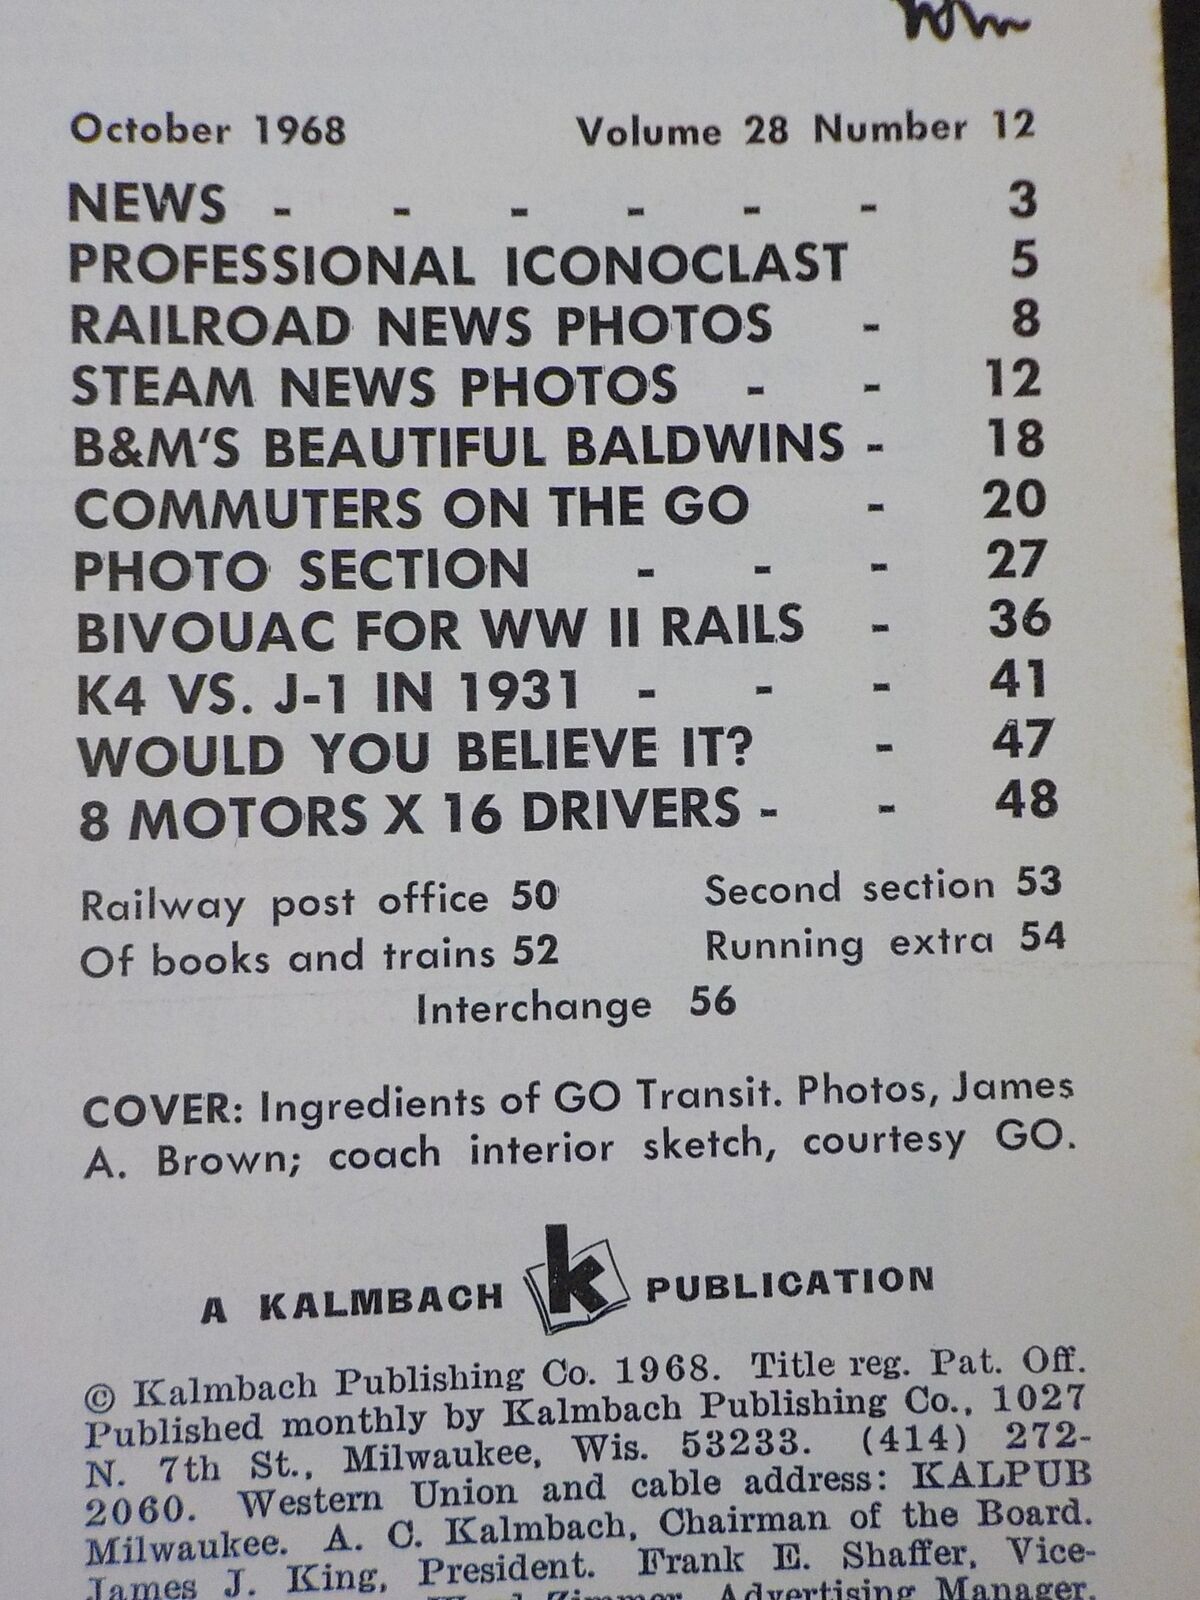 October 1968 Volume 28 Number 12
NEWS - - - - - - 3
PROFESSIONAL ICONOCLAST 5
RAILROAD NEWS PHOTOS - 8
STEAM NEWS PHOTOS - - 12
B&M'S BEAUTIFUL BALDWINS - 18
COMMUTERS ON THE GO - 20
PHOTO SECTION - - - 27
BIVOUAC FOR WW II RAILS - 36
K4 VS. J-1 IN 1931 - - - 41
WOULD YOU BELIEVE IT? - 47
8 MOTORS X 16 DRIVERS - - 48
Railway post office 50 Second section 53
Of books and trains 52 Running extra 54
Interchange 56
COVER: Ingredients of GO Transit. Photos, James
A. Brown; coach interior sketch, courtesy GO.
A KALMBACH k PUBLICATION
© Kalmbach Publishing Co. 1968. Title reg. Pat. Off.
Published monthly by Kalmbach Publishing Co., 1027
N. 7th St., Milwaukee, Wis. 53233. (414) 272-
2060. Western Union and cable address: KALPUB
Milwaukee. A. C. Kalmbach, Chairman of the Board.
James J. King, President. Frank E. Shaffer, Vice-
Zimmer, Advertising Manager.